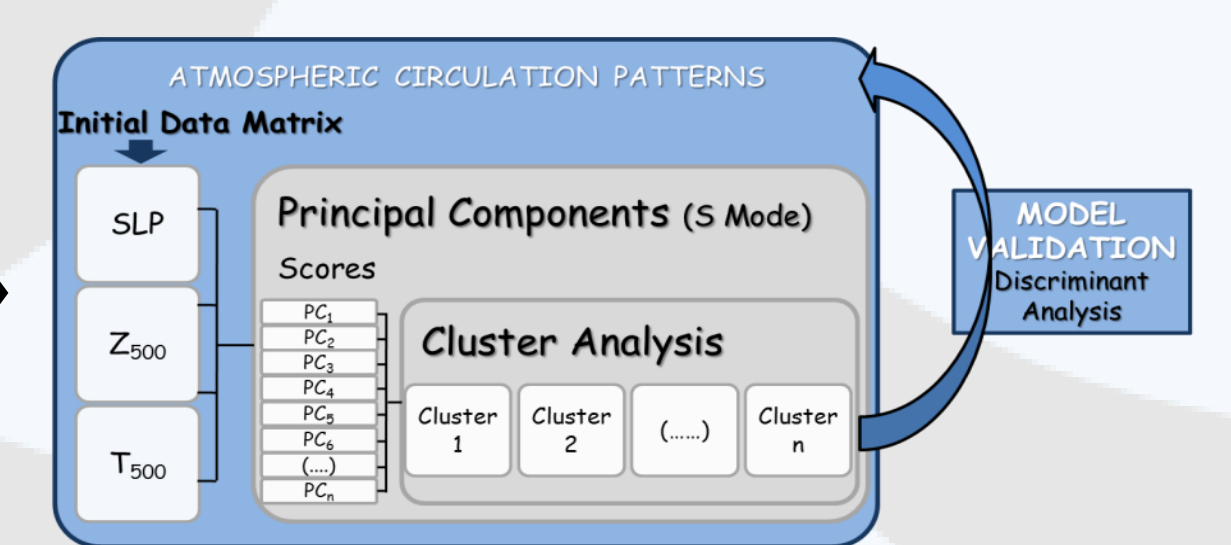 ATMOSPHERIC CIRCULATION PATTERNS
Initial Data Matrix
SLP
Z500
T500
Principal Components (S Mode)
Scores
PC1
PC2
PC3
PC4
PC5
PC6
(....)
PCn
Cluster Analysis
Cluster
1
Cluster
2
(......)
Cluster
n
MODEL
VALIDATION
Discriminant
Analysis